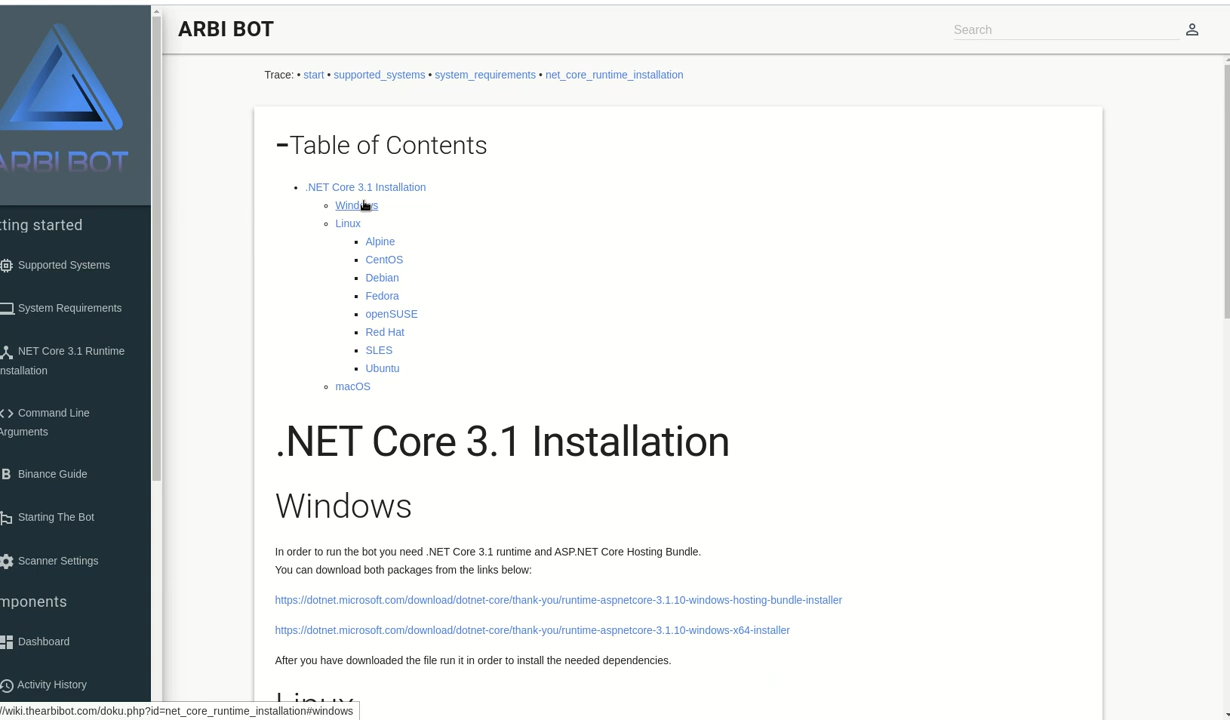 ARBI BOT
Search
ARBI BOT
Trace: • start • supported_systems • system_requirements • net_core_runtime_installation
tting started
Supported Systems
System Requirements
NET Core 3.1 Runtime
nstallation
Command Line
Arguments
Binance Guide
Starting The Bot
Scanner Settings
mponents
Dashboard
Activity History
−Table of Contents
• .NET Core 3.1 Installation
◦ Windows
◦ Linux
▪ Alpine
▪ CentOS
▪ Debian
▪ Fedora
▪ openSUSE
▪ Red Hat
▪ SLES
▪ Ubuntu
◦ macOS
.NET Core 3.1 Installation
Windows
In order to run the bot you need .NET Core 3.1 runtime and ASP.NET Core Hosting Bundle.
You can download both packages from the links below:
https://dotnet.microsoft.com/download/dotnet-core/thank-you/runtime-aspnetcore-3.1.10-windows-hosting-bundle-installer
https://dotnet.microsoft.com/download/dotnet-core/thank-you/runtime-aspnetcore-3.1.10-windows-x64-installer
After you have downloaded the file run it in order to install the needed dependencies.
Linux
//wiki.thearbibot.com/doku.php?id=net_core_runtime_installation#windows